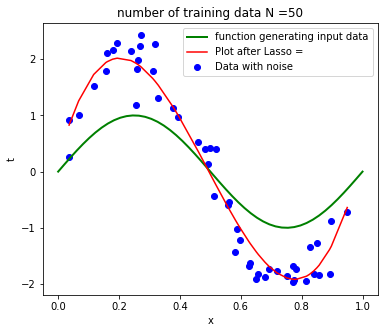 number of training data N =50
function generating input data
Plot after Lasso =
Data with noise
t
2
1
0
−1
−2
0.0 0.2 0.4 0.6 0.8 1.0
x